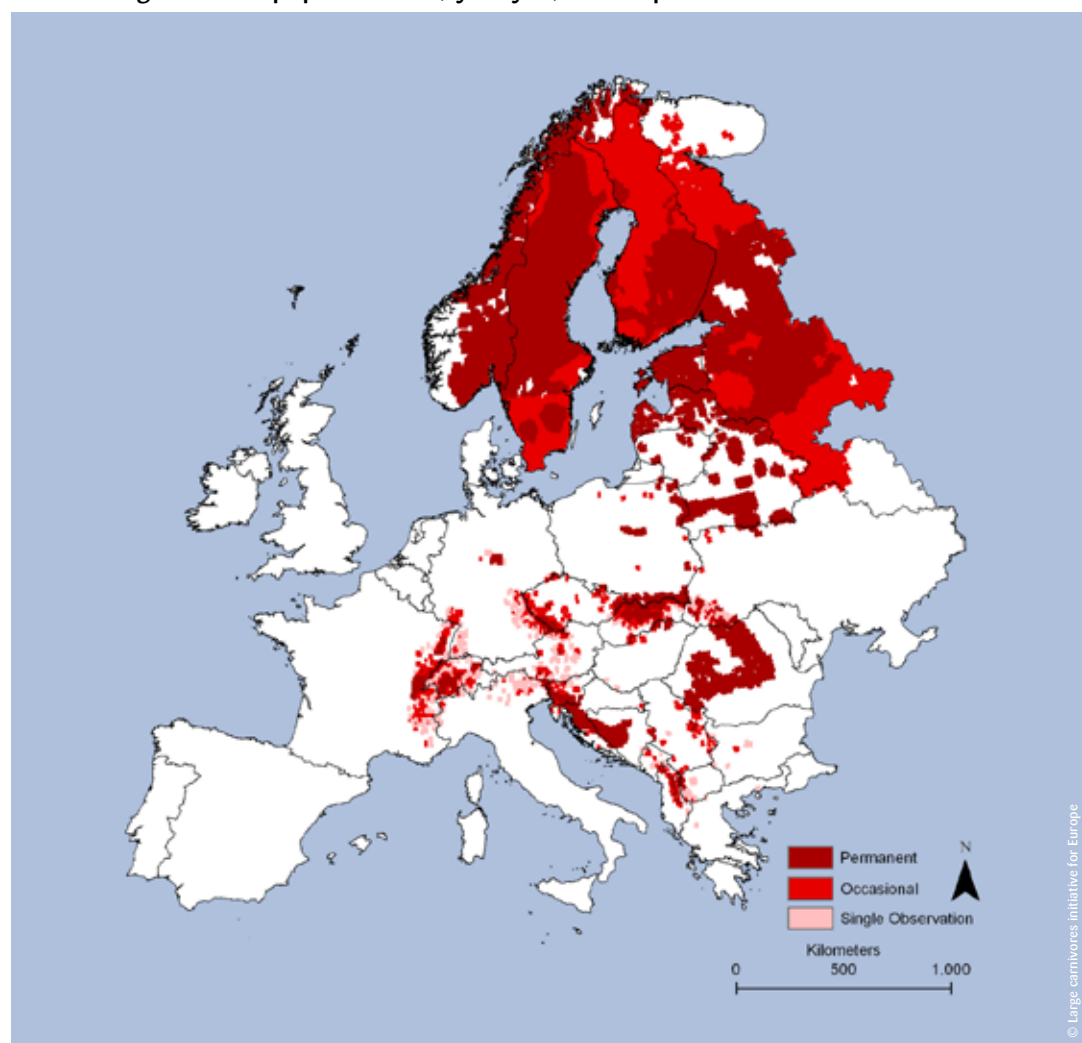 Permanent
Occasional
Single Observation
N
Kilometers
0 500 1.000
© Large carnivores initiative for Europe